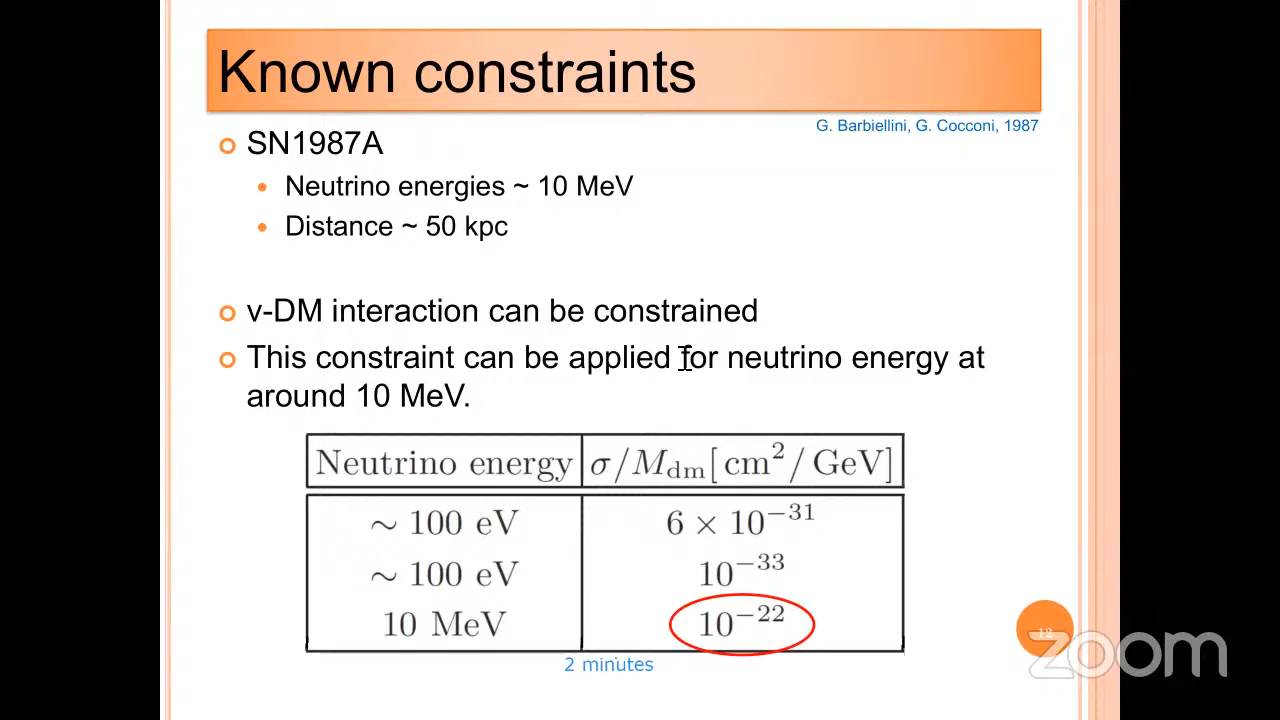 Known constraints
G. Barbiellini, G. Cocconi, 1987
SN1987A
Neutrino energies ~ 10 MeV
Distance ~ 50 kpc
ν-DM interaction can be constrained
This constraint can be applied for neutrino energy at
around 10 MeV.
Neutrino energy σ/M_dm[cm²/GeV]
∼ 100 eV 6 × 10⁻³¹
∼ 100 eV 10⁻³³
10 MeV 10⁻²²
2 minutes
12
zoom